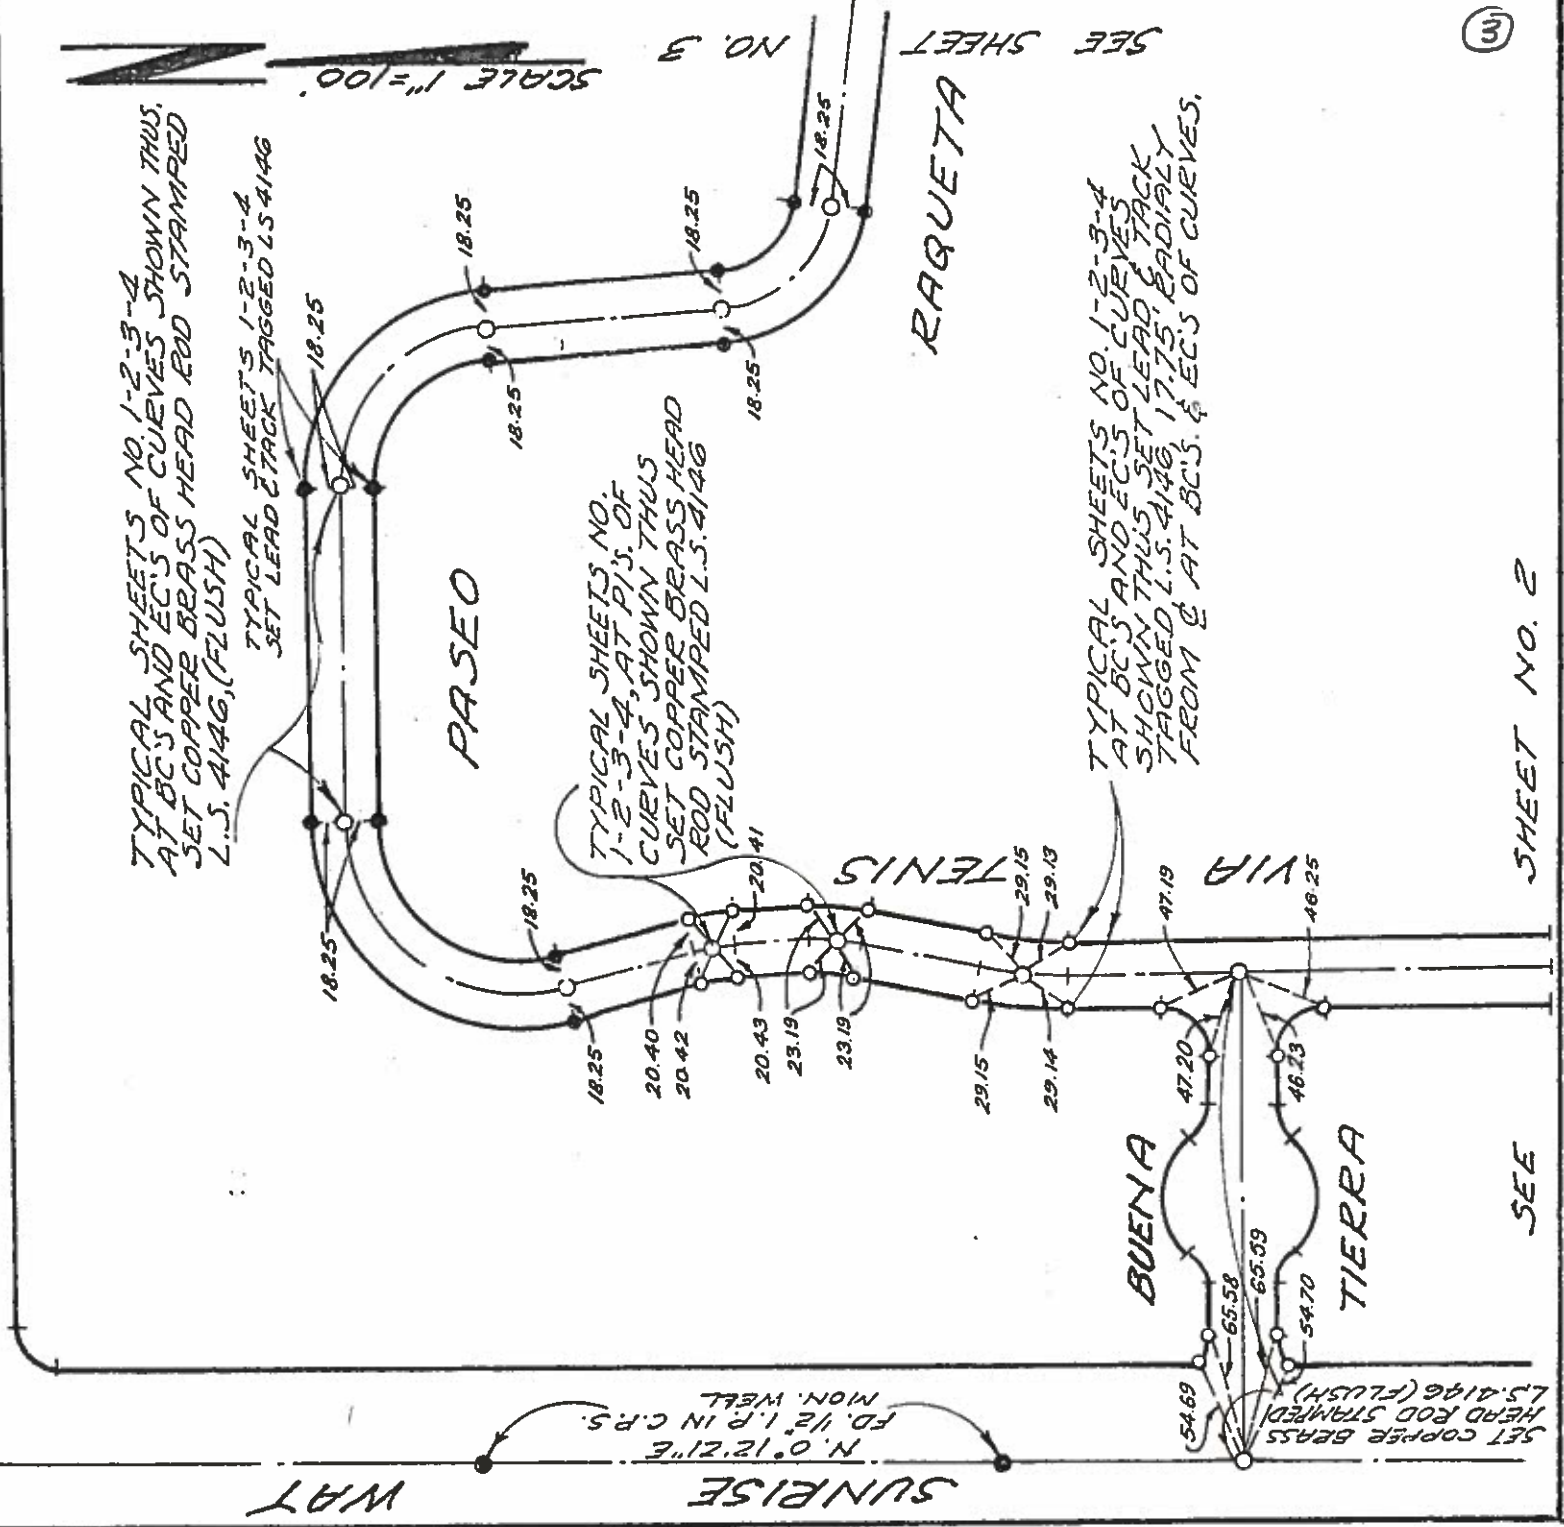 3
SEE SHEET NO. 3
SCALE 1"=100'
TYPICAL SHEETS NO. 1-2-3-4
AT BC'S AND EC'S OF CURVES SHOWN THUS.
SET COPPER BRASS HEAD ROD STAMPED
L.S. 4146, (FLUSH)
TYPICAL SHEETS 1-2-3-4
SET LEAD & TACK TAGGED LS 4146
18.25
18.25
18.25
18.25
18.25
18.25
RAQUETA
PASEO
TYPICAL SHEETS NO.
1-2-3-4, AT PI'S. OF
CURVES SHOWN THUS
SET COPPER BRASS HEAD
ROD STAMPED L.S. 4146
(FLUSH)
TYPICAL SHEETS NO. 1-2-3-4
AT BC'S AND EC'S OF CURVES
SHOWN THUS SET LEAD & TACK
TAGGED L.S. 4146, 17.75' RADIALY
FROM ℄ AT BC'S. & EC'S OF CURVES.
18.25
18.25
18.25
20.40
20.42
20.41
20.43
23.19
23.19
TENIS
29.15
29.13
29.15
29.14
VIA
47.19
46.25
47.20
46.23
BUENA
TIERRA
65.58
65.59
54.70
54.69
SET COPPER BRASS
HEAD ROD STAMPED
L.S. 4146 (FLUSH)
SEE SHEET NO. 2
N. 0° 12' 21" E
FD. 1/2" I.P. IN C.P.S.
MON. WELL
SUNRISE WAY